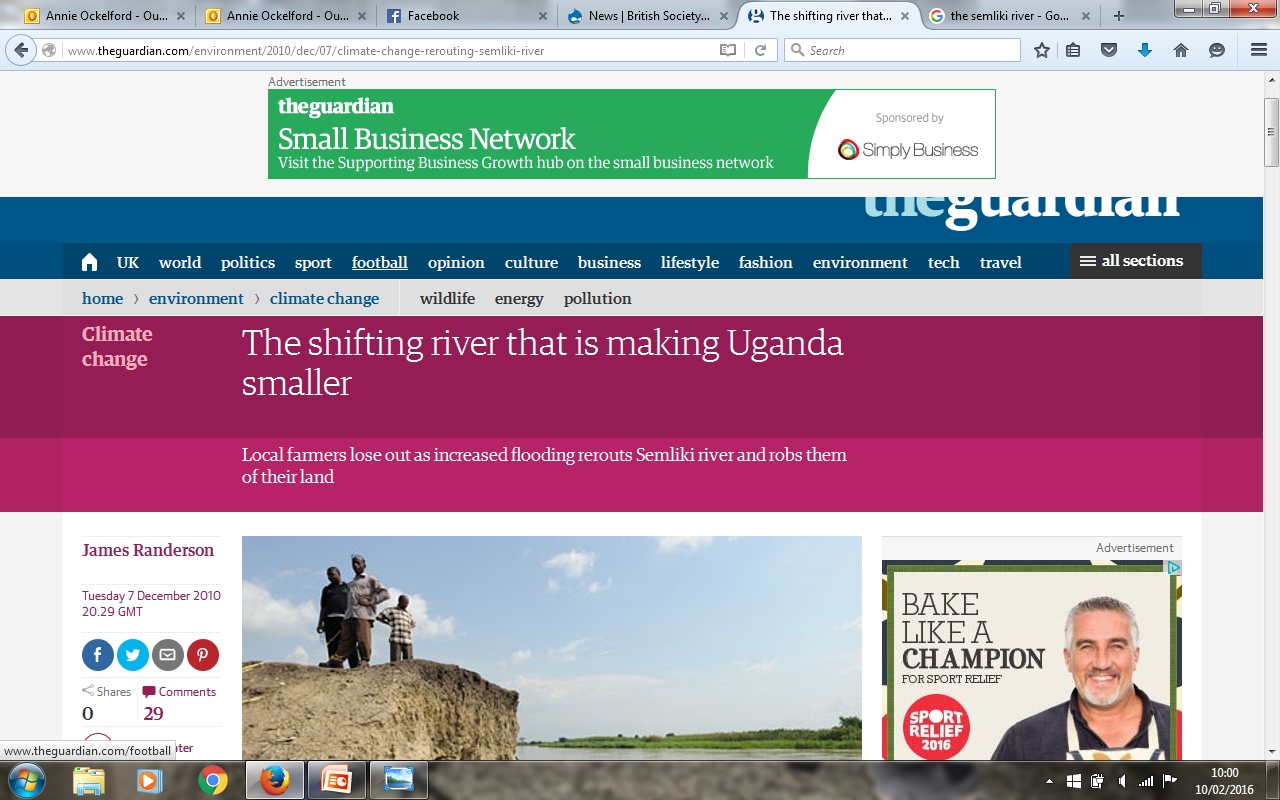 Annie Ockelford - Ou...
Annie Ockelford - Ou...
Facebook
News | British Society...
The shifting river that...
the semliki river - Go...
www.theguardian.com/environment/2010/dec/07/climate-change-rerouting-semliki-river
Search
Advertisement
theguardian
Small Business Network
Visit the Supporting Business Growth hub on the small business network
Sponsored by
Simply Business
theguardian
UK world politics sport football opinion culture business lifestyle fashion environment tech travel all sections
home › environment › climate change wildlife energy pollution
Climate
change
The shifting river that is making Uganda
smaller
Local farmers lose out as increased flooding rerouts Semliki river and robs them
of their land
James Randerson
Tuesday 7 December 2010
20.29 GMT
Shares
0
Comments
29
Advertisement
BAKE
LIKE A
CHAMPION
FOR SPORT RELIEF
SPORT
RELIEF
2016
www.theguardian.com/football
10:00
10/02/2016